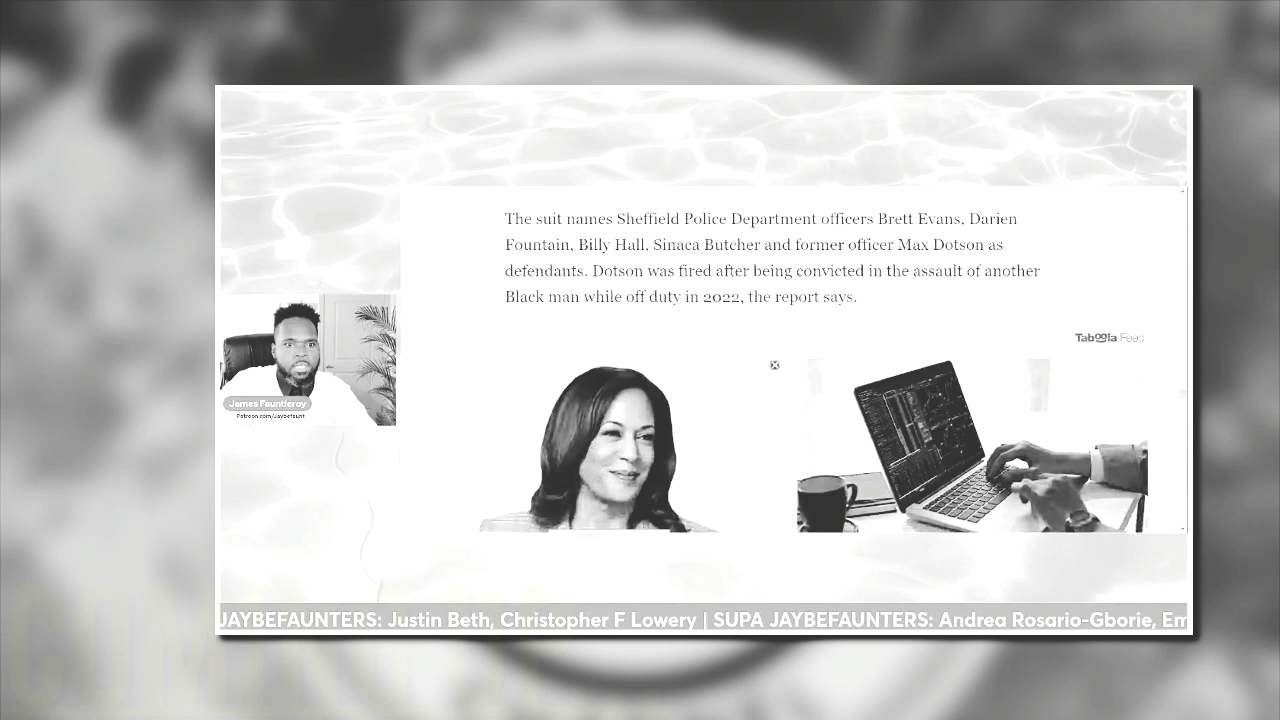 The suit names Sheffield Police Department officers Brett Evans, Darien
Fountain, Billy Hall, Sinaca Butcher and former officer Max Dotson as
defendants. Dotson was fired after being convicted in the assault of another
Black man while off duty in 2022, the report says.
Taboola Feed
James Fauntleroy
Patreon.com/Jaybefaunt
JAYBEFAUNTERS: Justin Beth, Christopher F Lowery | SUPA JAYBEFAUNTERS: Andrea Rosario-Gborie, Em